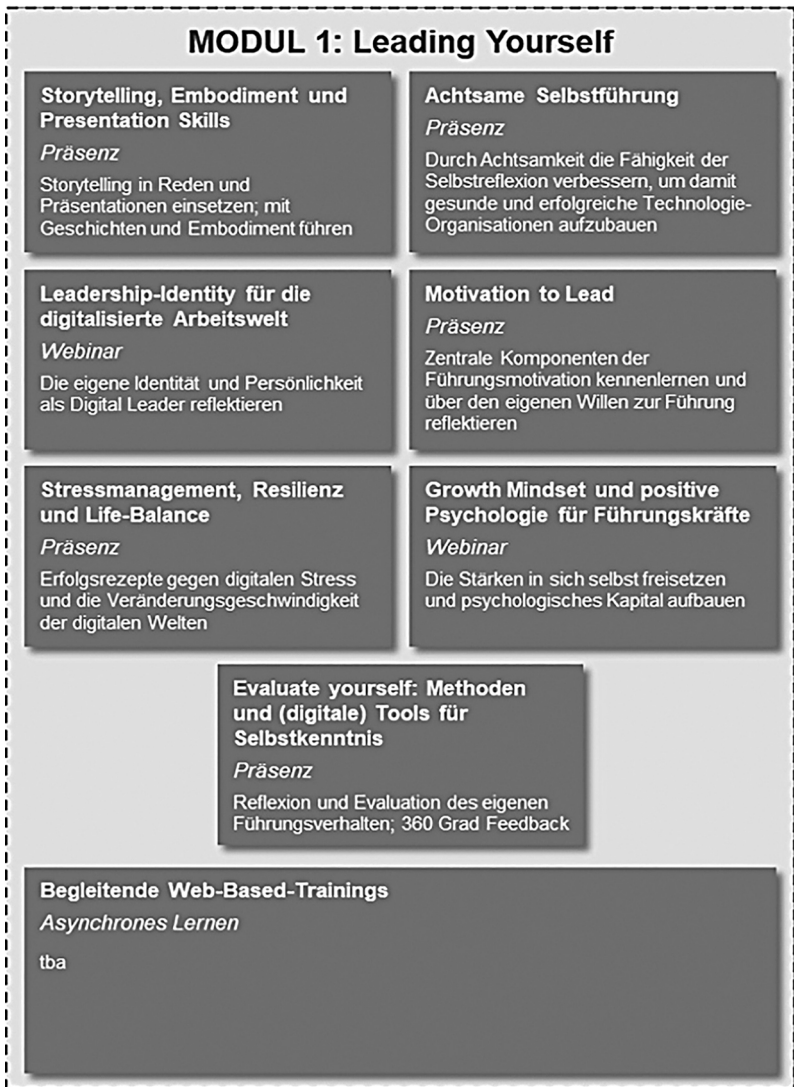 MODUL 1: Leading Yourself
Storytelling, Embodiment und
Presentation Skills
Präsenz
Storytelling in Reden und
Präsentationen einsetzen; mit
Geschichten und Embodiment führen
Achtsame Selbstführung
Präsenz
Durch Achtsamkeit die Fähigkeit der
Selbstreflexion verbessern, um damit
gesunde und erfolgreiche Technologie-
Organisationen aufzubauen
Leadership-Identity für die
digitalisierte Arbeitswelt
Webinar
Die eigene Identität und Persönlichkeit
als Digital Leader reflektieren
Motivation to Lead
Präsenz
Zentrale Komponenten der
Führungsmotivation kennenlernen und
über den eigenen Willen zur Führung
reflektieren
Stressmanagement, Resilienz
und Life-Balance
Präsenz
Erfolgsrezepte gegen digitalen Stress
und die Veränderungsgeschwindigkeit
der digitalen Welten
Growth Mindset und positive
Psychologie für Führungskräfte
Webinar
Die Stärken in sich selbst freisetzen
und psychologisches Kapital aufbauen
Evaluate yourself: Methoden
und (digitale) Tools für
Selbstkenntnis
Präsenz
Reflexion und Evaluation des eigenen
Führungsverhalten; 360 Grad Feedback
Begleitende Web-Based-Trainings
Asynchrones Lernen
tba